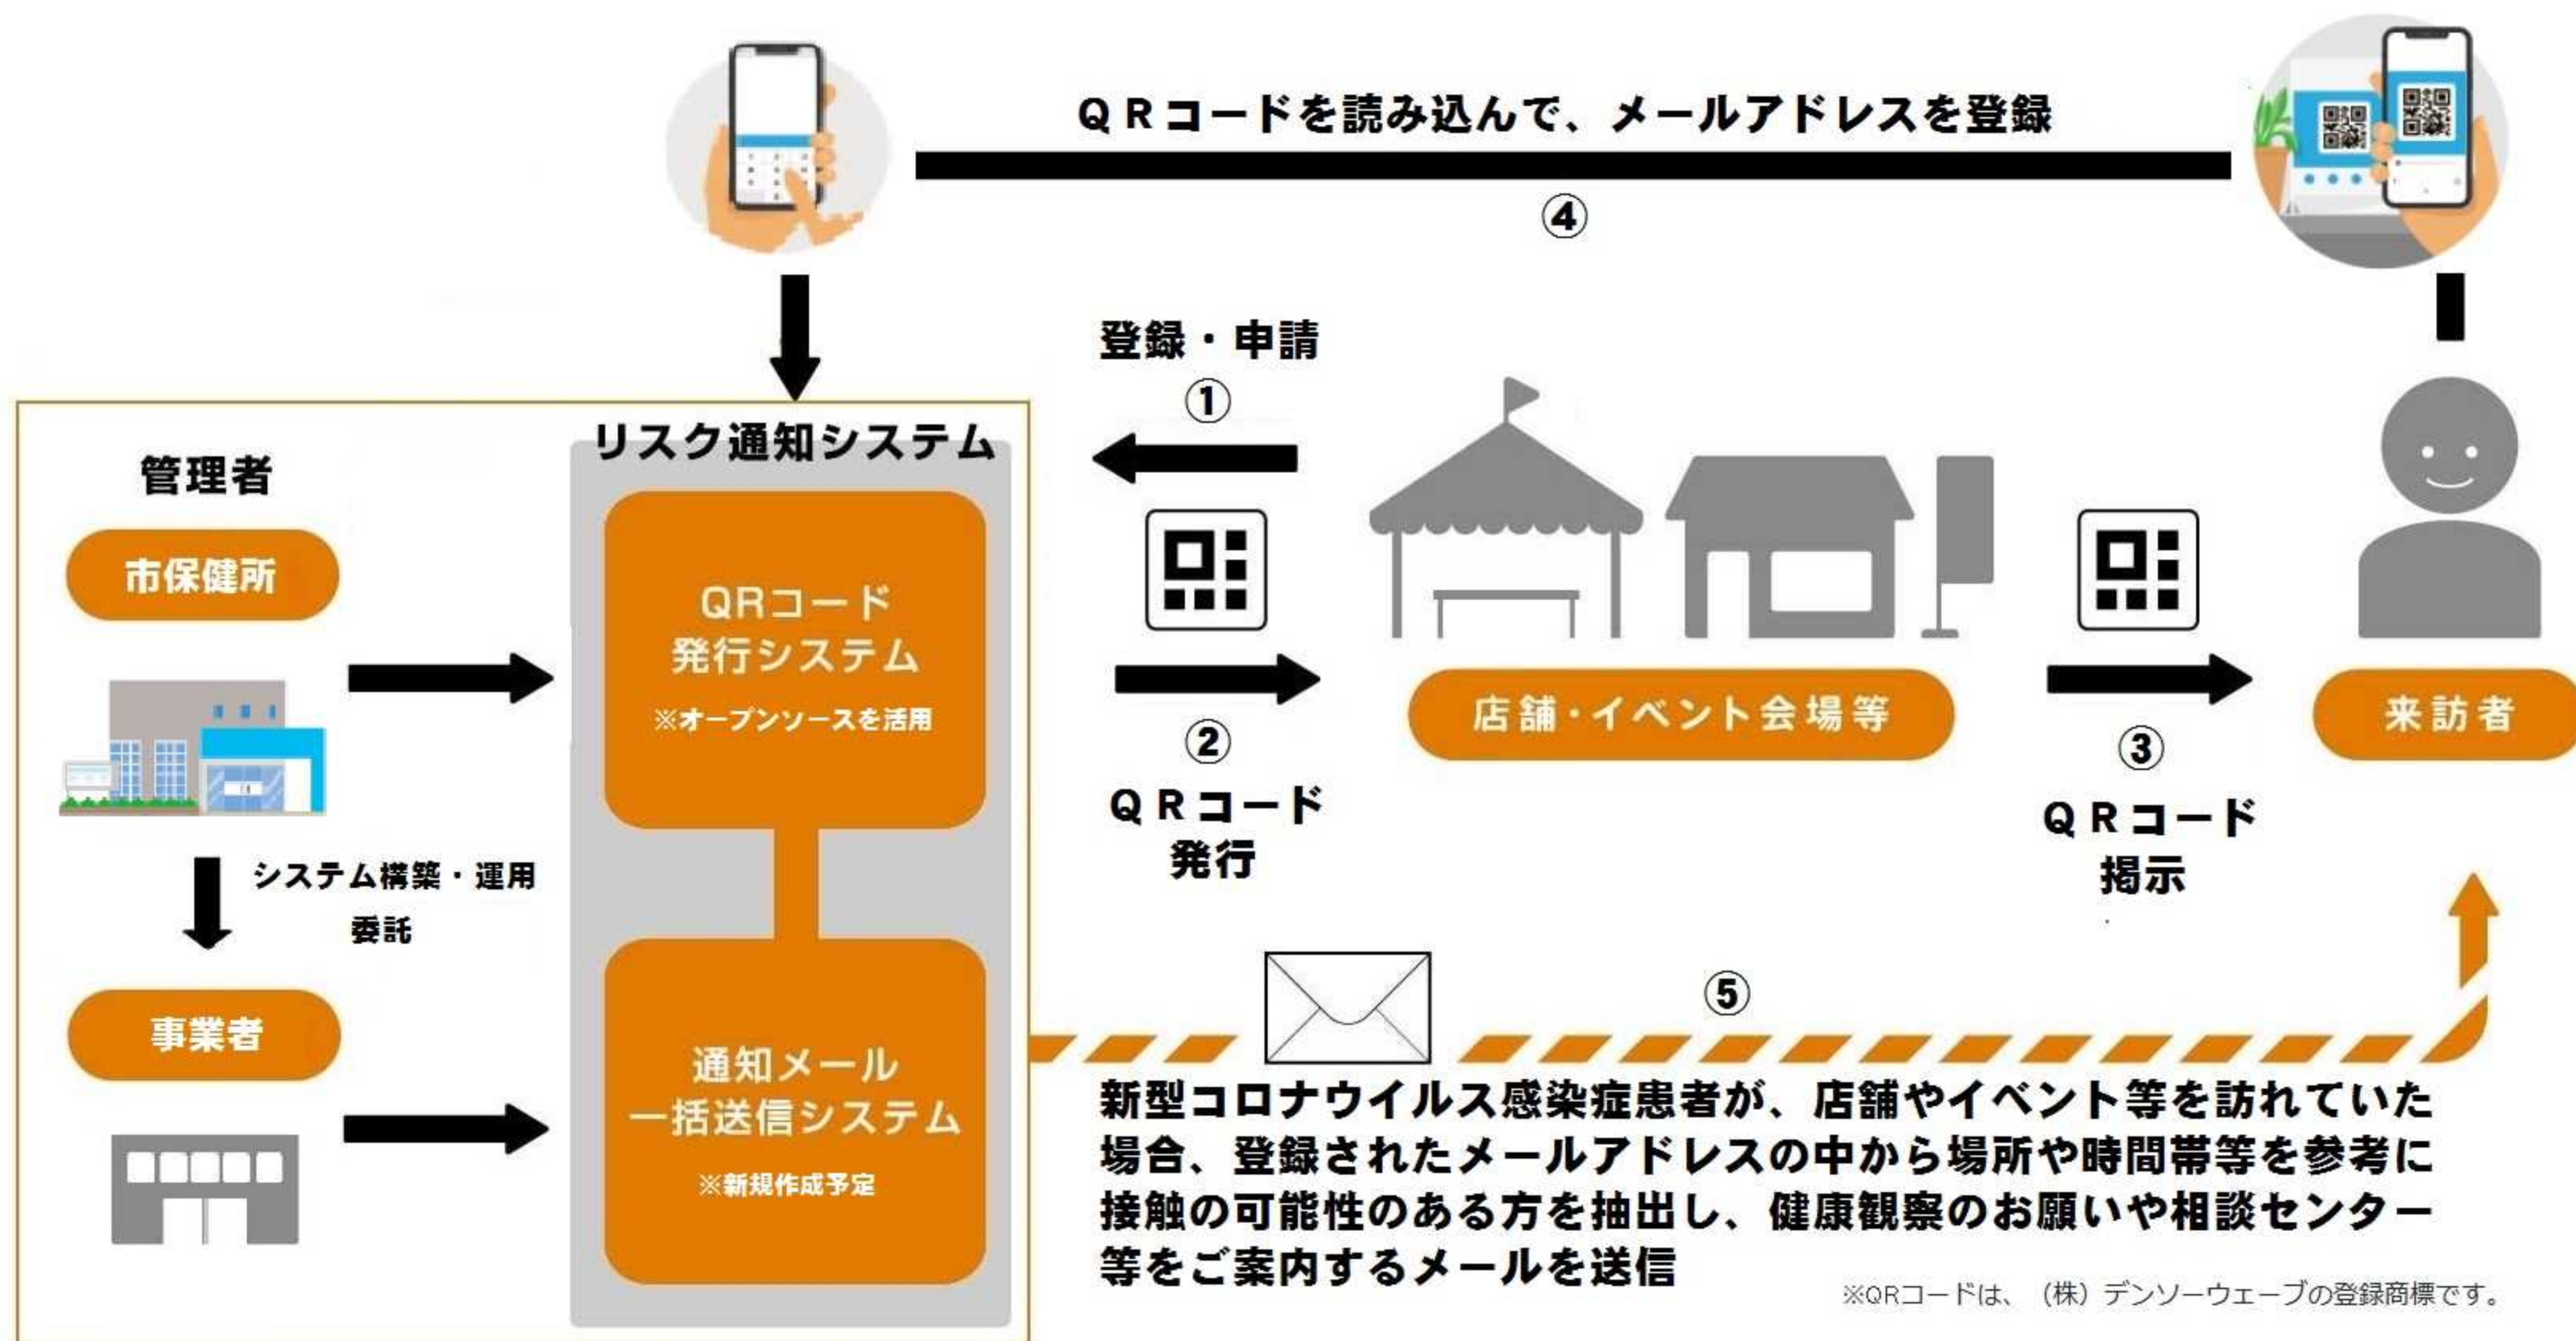 QRコードを読み込んで、メールアドレスを登録
④
登録・申請
①
リスク通知システム
管理者
市保健所
QRコード
発行システム
※オープンソースを活用
②
QRコード
発行
店舗・イベント会場等
③
QRコード
掲示
来訪者
システム構築・運用
委託
事業者
通知メール
一括送信システム
※新規作成予定
⑤
新型コロナウイルス感染症患者が、店舗やイベント等を訪れていた
場合、登録されたメールアドレスの中から場所や時間帯等を参考に
接触の可能性のある方を抽出し、健康観察のお願いや相談センター
等をご案内するメールを送信
※QRコードは、（株）デンソーウェーブの登録商標です。